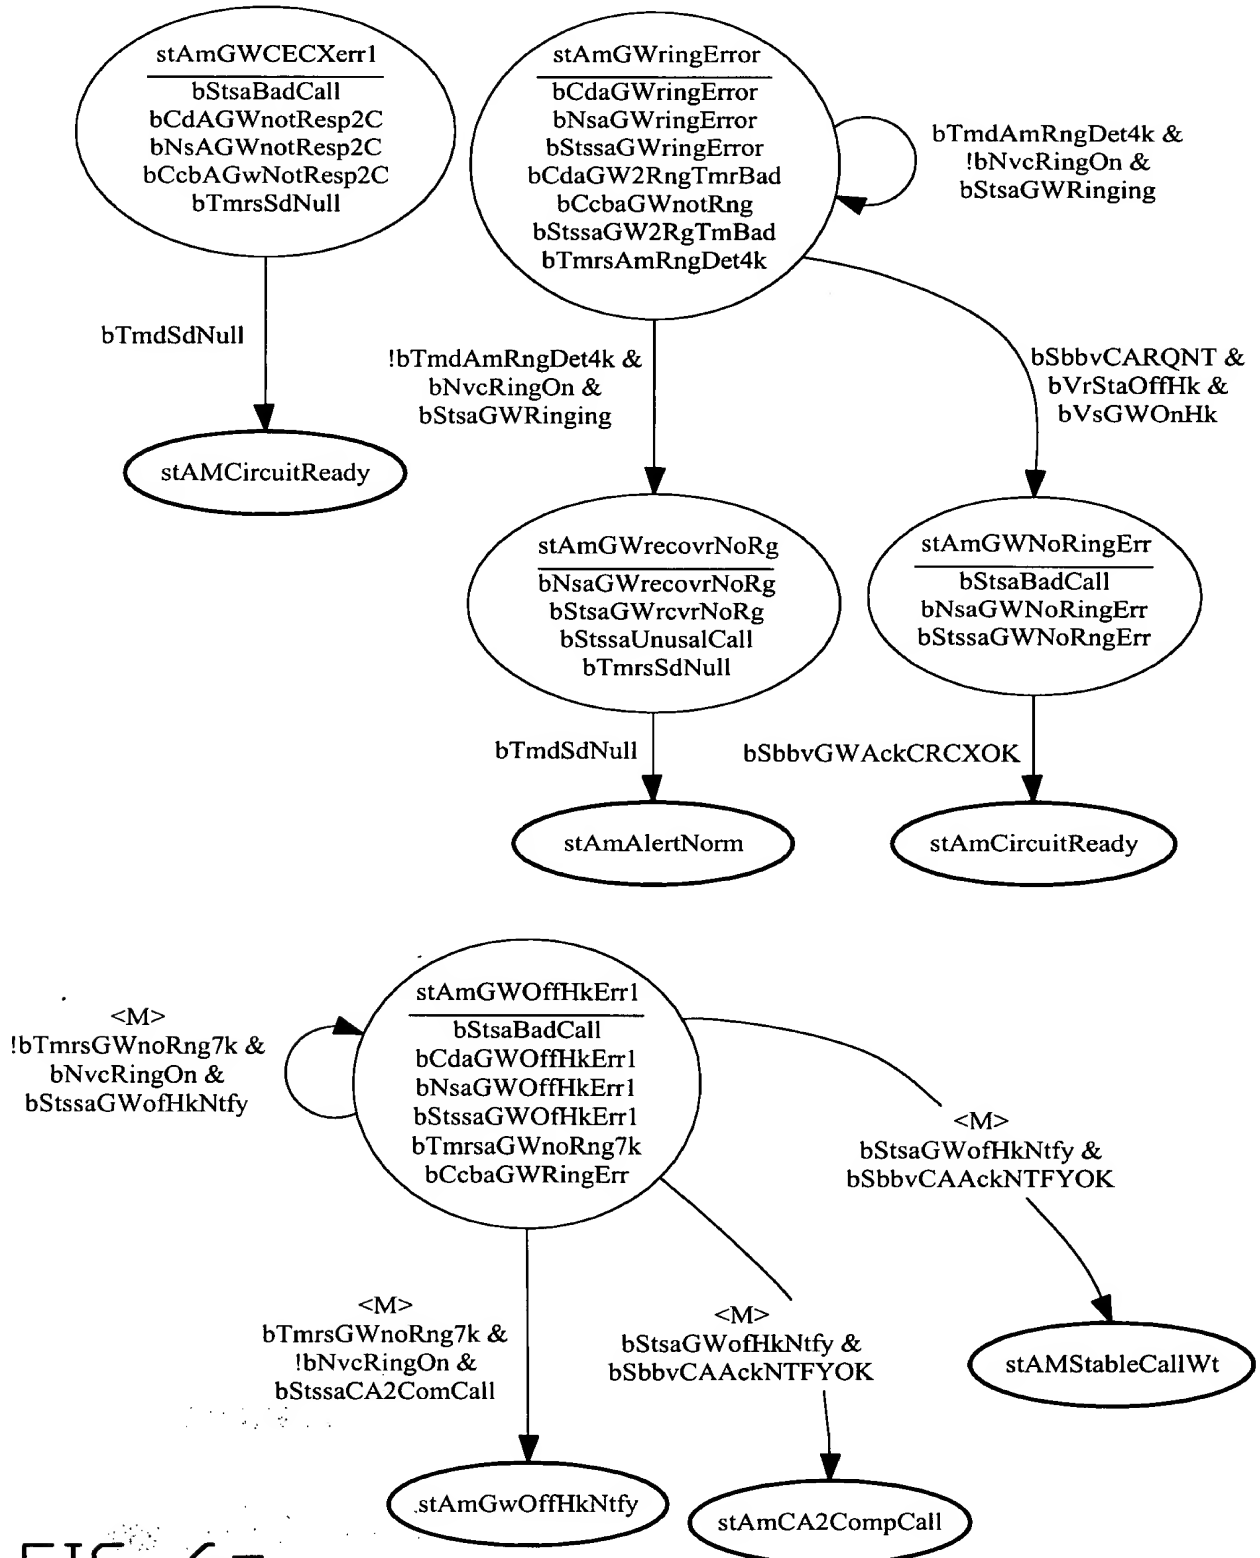 stAmGWCECXerr1
bStsaBadCall
bCdAGWnotResp2C
bNsAGWnotResp2C
bCcbAGwNotResp2C
bTmrsSdNull
stAmGWringError
bCdaGWringError
bNsaGWringError
bStssaGWringError
bCdaGW2RngTmrBad
bCcbaGWnotRng
bStssaGW2RgTmBad
bTmrsAmRngDet4k
bTmdAmRngDet4k &
!bNvcRingOn &
bStsaGWRinging
bTmdSdNull
!bTmdAmRngDet4k &
bNvcRingOn &
bStsaGWRinging
bSbbvCARQNT &
bVrStaOffHk &
bVsGWOnHk
stAMCircuitReady
stAmGWrecovrNoRg
bNsaGWrecovrNoRg
bStsaGWrcvrNoRg
bStssaUnusalCall
bTmrsSdNull
stAmGWNoRingErr
bStsaBadCall
bNsaGWNoRingErr
bStssaGWNoRngErr
bTmdSdNull
bSbbvGWAckCRCXOK
stAmAlertNorm
stAmCircuitReady
<M>
!bTmrsGWnoRng7k &
bNvcRingOn &
bStssaGWofHkNtfy
stAmGWOffHkErr1
bStsaBadCall
bCdaGWOffHkErr1
bNsaGWOffHkErr1
bStssaGWOfHkErr1
bTmrsaGWnoRng7k
bCcbaGWRingErr
<M>
bStsaGWofHkNtfy &
bSbbvCAAckNTFYOK
<M>
bTmrsGWnoRng7k &
!bNvcRingOn &
bStssaCA2ComCall
<M>
bStsaGWofHkNtfy &
bSbbvCAAckNTFYOK
stAMStableCallWt
stAmGwOffHkNtfy
stAmCA2CompCall